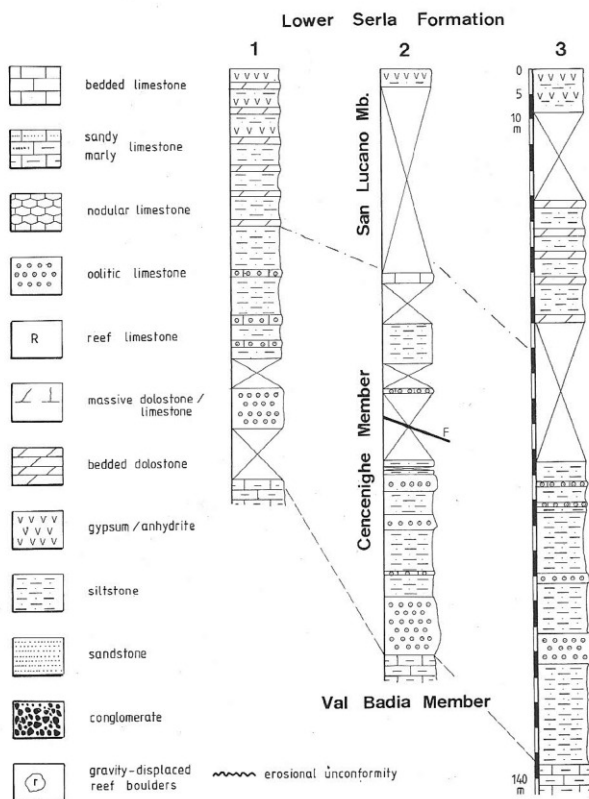 Lower Serla Formation
1
2
3
bedded limestone
sandy
marly limestone
nodular limestone
oolitic limestone
R
reef limestone
massive dolostone /
limestone
bedded dolostone
gypsum / anhydrite
siltstone
sandstone
conglomerate
r
gravity-displaced
reef boulders
erosional unconformity
San Lucano Mb.
Cencenighe Member
F
Val Badia Member
0
5
10
m
140
m